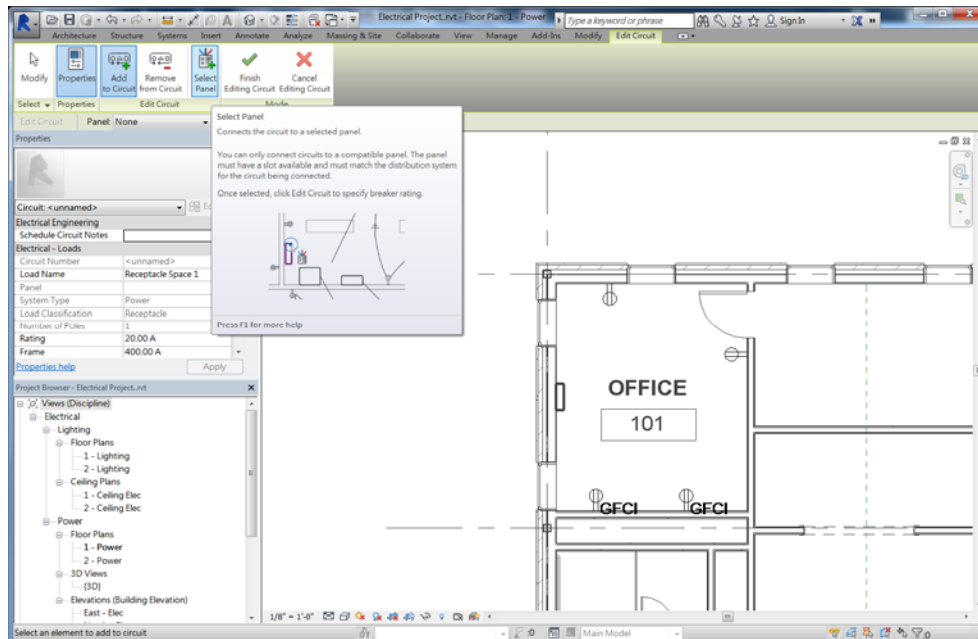 Electrical Project.rvt - Floor Plan: 1 - Power
Type a keyword or phrase
Sign In
Architecture Structure Systems Insert Annotate Analyze Massing & Site Collaborate View Manage Add-Ins Modify Edit Circuit
Modify Properties Add to Circuit Remove from Circuit Select Panel Finish Editing Circuit Cancel Editing Circuit
Select Properties Edit Circuit Mode
Edit Circuit Panel: None
Properties
Select Panel
Connects the circuit to a selected panel.
You can only connect circuits to a compatible panel. The panel
must have a slot available and must match the distribution system
for the circuit being connected.
Once selected, click Edit Circuit to specify breaker rating.
Press F1 for more help
Circuit: <unnamed>
Electrical Engineering
Schedule Circuit Notes
Electrical - Loads
Circuit Number <unnamed>
Load Name Receptacle Space 1
Panel
System Type Power
Load Classification Receptacle
Number of Poles 1
Rating 20.00 A
Frame 400.00 A
Properties help Apply
Project Browser - Electrical Project.rvt
Views (Discipline)
Electrical
Lighting
Floor Plans
1 - Lighting
2 - Lighting
Ceiling Plans
1 - Ceiling Elec
2 - Ceiling Elec
Power
Floor Plans
1 - Power
2 - Power
3D Views
{3D}
Elevations (Building Elevation)
East - Elec
OFFICE
101
GFCI GFCI
1/8" = 1'-0"
Select an element to add to circuit
:0 Main Model :0